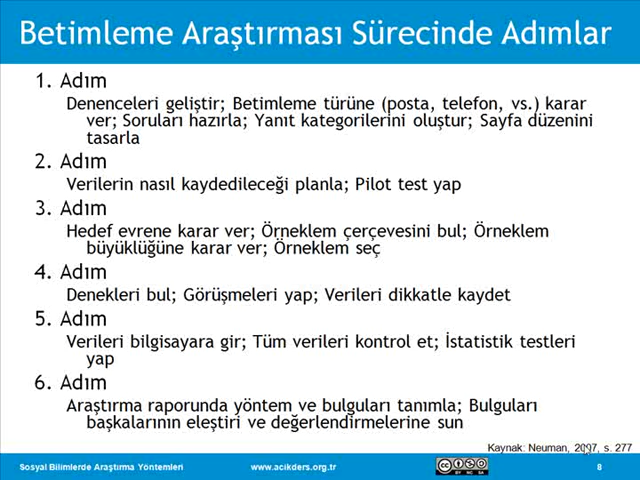 Betimleme Araştırması Sürecinde Adımlar
1. Adım
Denenceleri geliştir; Betimleme türüne (posta, telefon, vs.) karar
ver; Soruları hazırla; Yanıt kategorilerini oluştur; Sayfa düzenini
tasarla
2. Adım
Verilerin nasıl kaydedileceği planla; Pilot test yap
3. Adım
Hedef evrene karar ver; Örneklem çerçevesini bul; Örneklem
büyüklüğüne karar ver; Örneklem seç
4. Adım
Denekleri bul; Görüşmeleri yap; Verileri dikkatle kaydet
5. Adım
Verileri bilgisayara gir; Tüm verileri kontrol et; İstatistik testleri
yap
6. Adım
Araştırma raporunda yöntem ve bulguları tanımla; Bulguları
başkalarının eleştiri ve değerlendirmelerine sun
Kaynak: Neuman, 2007, s. 277
Sosyal Bilimlerde Araştırma Yöntemleri www.acikders.org.tr cc BY NC SA 8